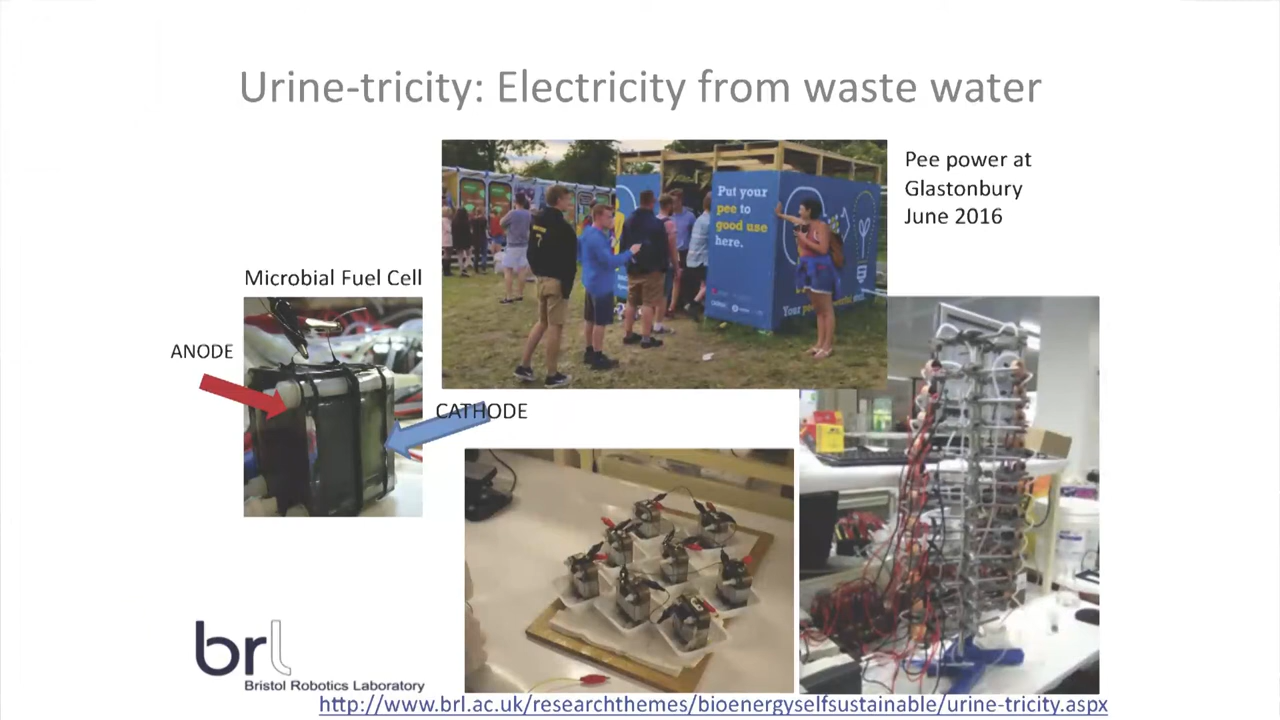 Urine-tricity: Electricity from waste water
Pee power at
Glastonbury
June 2016
Put your
pee to
good use
here.
Microbial Fuel Cell
ANODE
CATHODE
brl
Bristol Robotics Laboratory
http://www.brl.ac.uk/researchthemes/bioenergyselfsustainable/urine-tricity.aspx